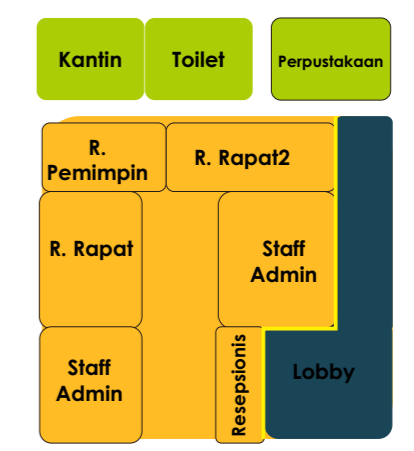 Kantin
Toilet
Perpustakaan
R.
Pemimpin
R. Rapat2
R. Rapat
Staff
Admin
Staff
Admin
Resepsionis
Lobby